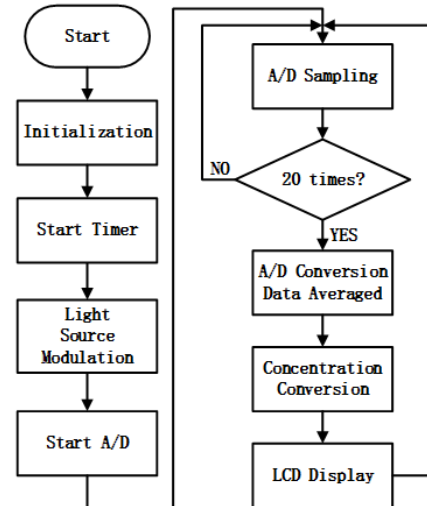 Start
Initialization
Start Timer
Light
Source
Modulation
Start A/D
A/D Sampling
20 times?
NO
YES
A/D Conversion
Data Averaged
Concentration
Conversion
LCD Display